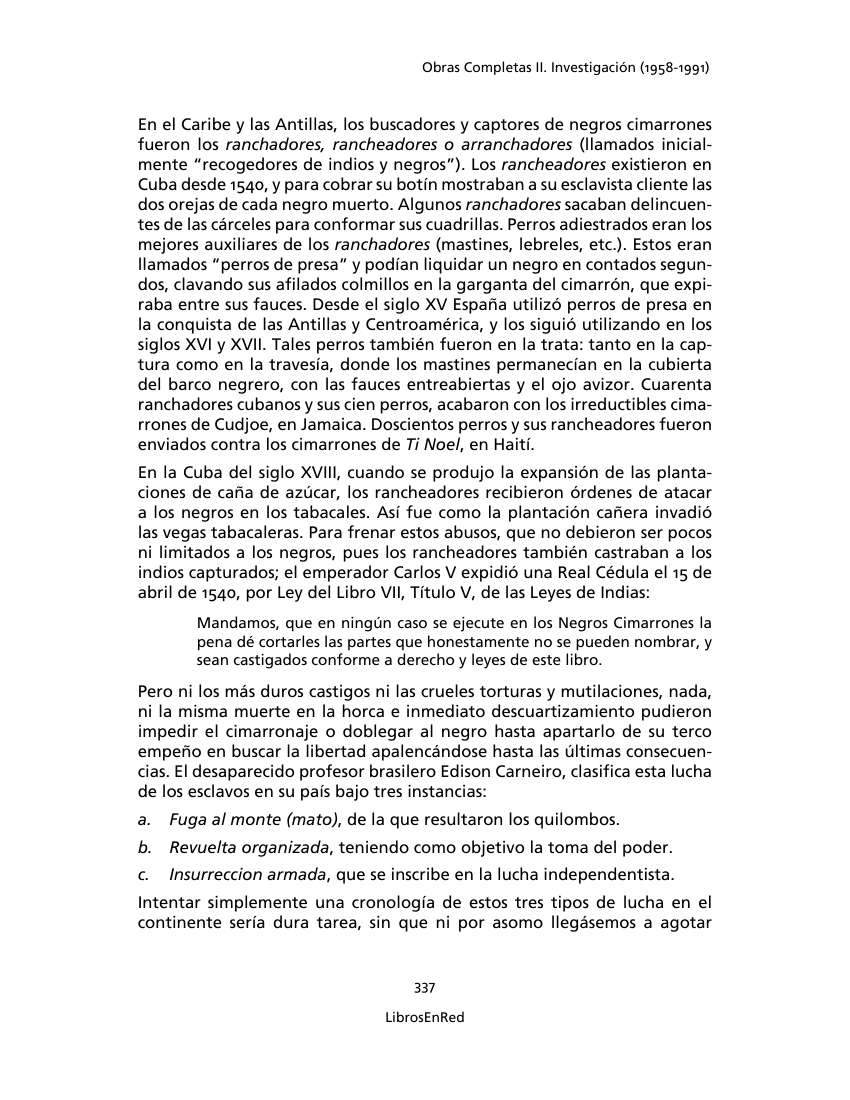 Obras Completas II. Investigación (1958-1991)
En el Caribe y las Antillas, los buscadores y captores de negros cimarrones
fueron los ranchadores, rancheadores o arranchadores (llamados inicial-
mente “recogedores de indios y negros”). Los rancheadores existieron en
Cuba desde 1540, y para cobrar su botín mostraban a su esclavista cliente las
dos orejas de cada negro muerto. Algunos ranchadores sacaban delincuen-
tes de las cárceles para conformar sus cuadrillas. Perros adiestrados eran los
mejores auxiliares de los ranchadores (mastines, lebreles, etc.). Estos eran
llamados “perros de presa” y podían liquidar un negro en contados segun-
dos, clavando sus afilados colmillos en la garganta del cimarrón, que expi-
raba entre sus fauces. Desde el siglo XV España utilizó perros de presa en
la conquista de las Antillas y Centroamérica, y los siguió utilizando en los
siglos XVI y XVII. Tales perros también fueron en la trata: tanto en la cap-
tura como en la travesía, donde los mastines permanecían en la cubierta
del barco negrero, con las fauces entreabiertas y el ojo avizor. Cuarenta
ranchadores cubanos y sus cien perros, acabaron con los irreductibles cima-
rrones de Cudjoe, en Jamaica. Doscientos perros y sus rancheadores fueron
enviados contra los cimarrones de Ti Noel, en Haití.
En la Cuba del siglo XVIII, cuando se produjo la expansión de las planta-
ciones de caña de azúcar, los rancheadores recibieron órdenes de atacar
a los negros en los tabacales. Así fue como la plantación cañera invadió
las vegas tabacaleras. Para frenar estos abusos, que no debieron ser pocos
ni limitados a los negros, pues los rancheadores también castraban a los
indios capturados; el emperador Carlos V expidió una Real Cédula el 15 de
abril de 1540, por Ley del Libro VII, Título V, de las Leyes de Indias:
Mandamos, que en ningún caso se ejecute en los Negros Cimarrones la
pena dé cortarles las partes que honestamente no se pueden nombrar, y
sean castigados conforme a derecho y leyes de este libro.
Pero ni los más duros castigos ni las crueles torturas y mutilaciones, nada,
ni la misma muerte en la horca e inmediato descuartizamiento pudieron
impedir el cimarronaje o doblegar al negro hasta apartarlo de su terco
empeño en buscar la libertad apalencándose hasta las últimas consecuen-
cias. El desaparecido profesor brasilero Edison Carneiro, clasifica esta lucha
de los esclavos en su país bajo tres instancias:
a. Fuga al monte (mato), de la que resultaron los quilombos.
b. Revuelta organizada, teniendo como objetivo la toma del poder.
c. Insurreccion armada, que se inscribe en la lucha independentista.
Intentar simplemente una cronología de estos tres tipos de lucha en el
continente sería dura tarea, sin que ni por asomo llegásemos a agotar
337
LibrosEnRed